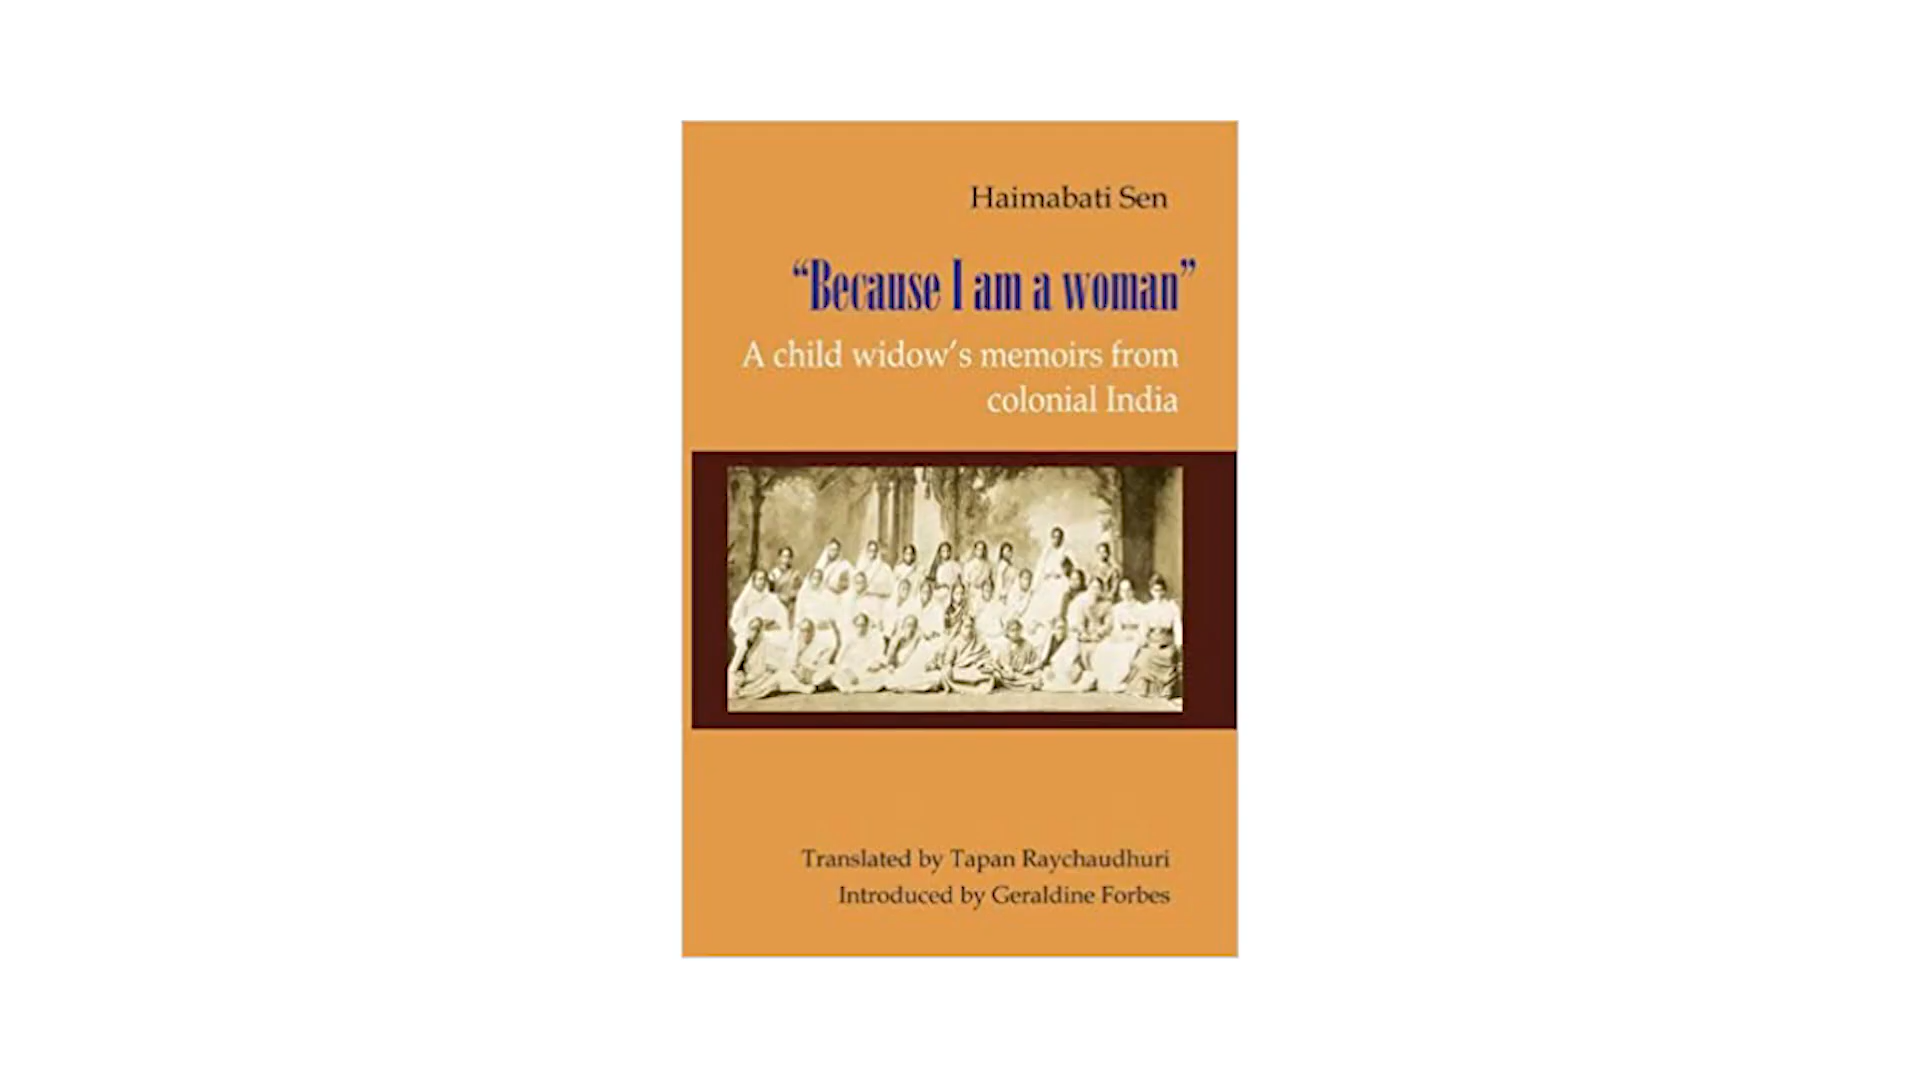 Haimabati Sen
“Because I am a woman”
A child widow’s memoirs from
colonial India
Translated by Tapan Raychaudhuri
Introduced by Geraldine Forbes